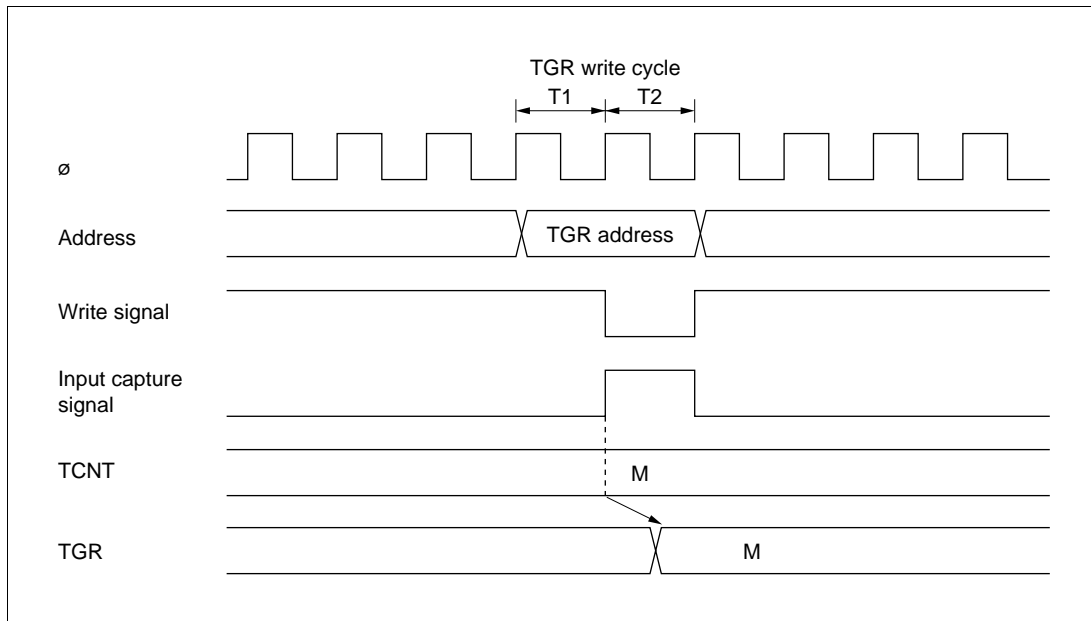 TGR write cycle
T1 T2
ø
Address TGR address
Write signal
Input capture
signal
TCNT M
TGR M